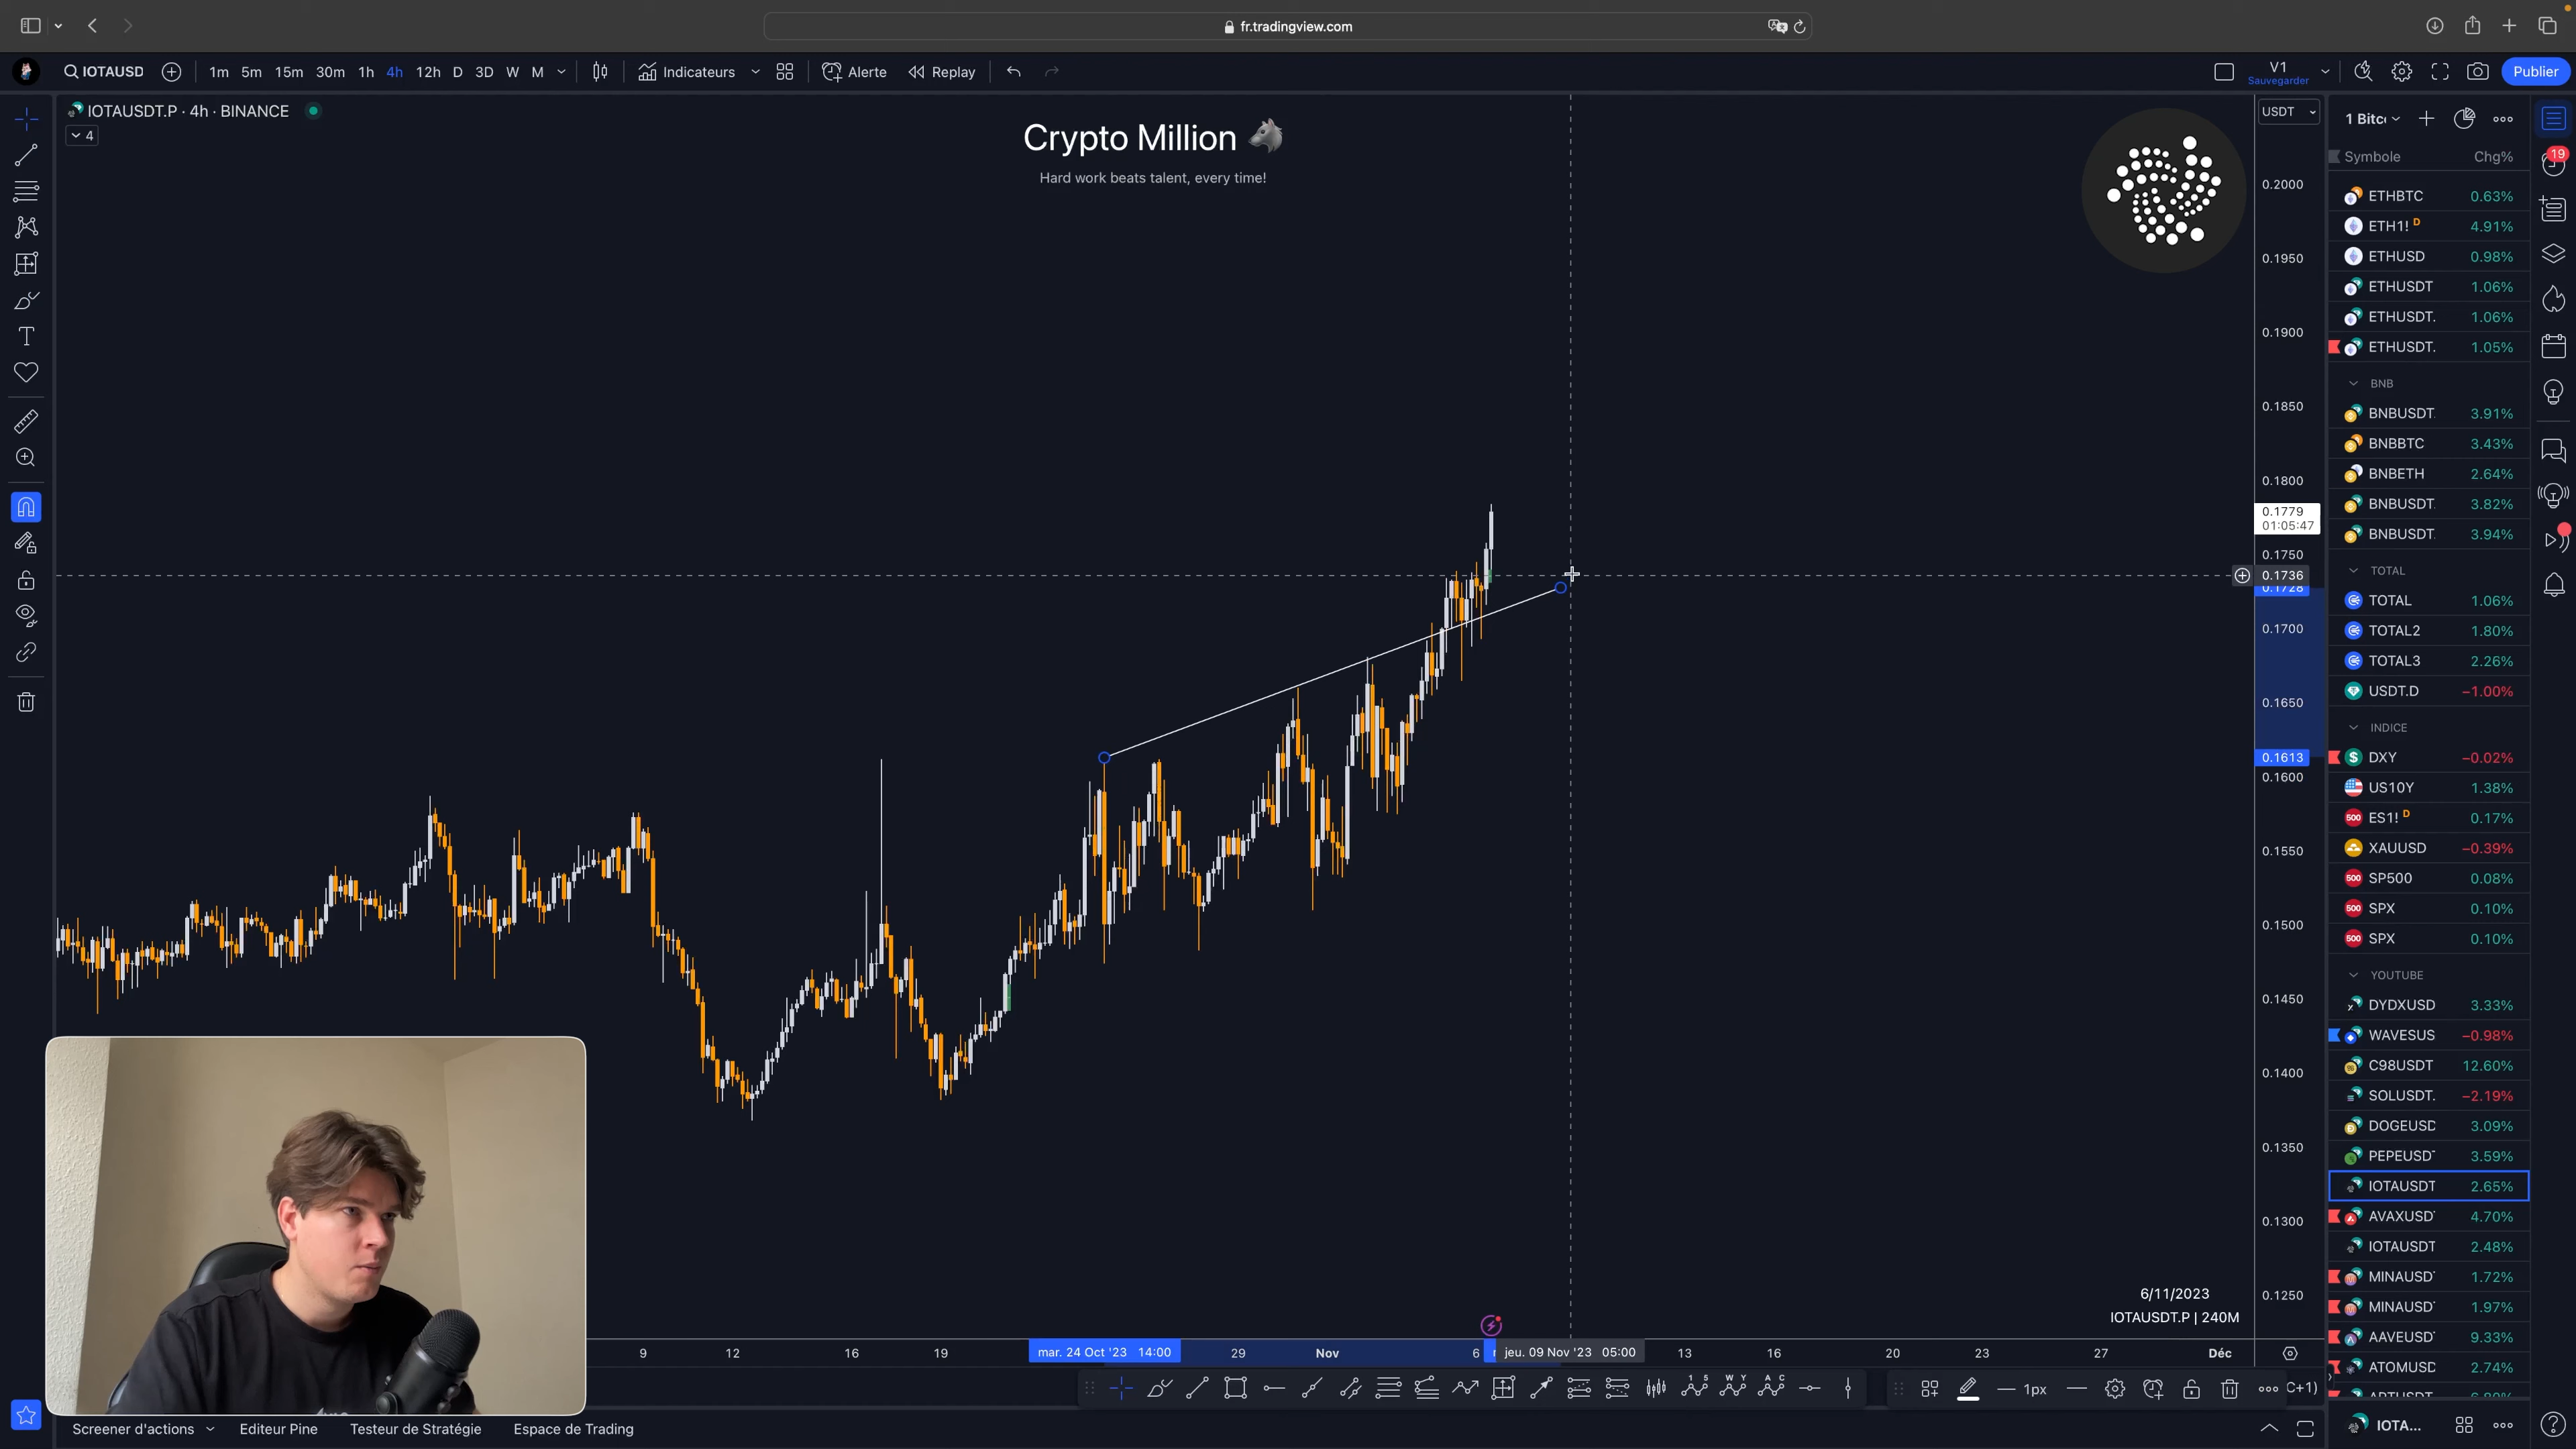 fr.tradingview.com
IOTAUSD
1m 5m 15m 30m 1h 4h 12h D 3D W M
Indicateurs
Alerte
Replay
V1
Sauvegarder
Publier
IOTAUSDT.P · 4h · BINANCE
4
Crypto Million
Hard work beats talent, every time!
USDT
0.2000
0.1950
0.1900
0.1850
0.1800
0.1779
01:05:47
0.1750
0.1736
0.1728
0.1700
0.1650
0.1613
0.1600
0.1550
0.1500
0.1450
0.1400
0.1350
0.1300
0.1250
6/11/2023
IOTAUSDT.P | 240M
9 12 16 19 mar. 24 Oct '23 14:00 29 Nov 6 jeu. 09 Nov '23 05:00 13 16 20 23 27 Déc
1px
C+1)
Screener d'actions
Editeur Pine
Testeur de Stratégie
Espace de Trading
1 Bitc
19
Symbole Chg%
ETHBTC 0.63%
ETH1! D 4.91%
ETHUSD 0.98%
ETHUSDT 1.06%
ETHUSDT. 1.06%
ETHUSDT. 1.05%
BNB
BNBUSDT 3.91%
BNBBTC 3.43%
BNBETH 2.64%
BNBUSDT 3.82%
BNBUSDT 3.94%
TOTAL
TOTAL 1.06%
TOTAL2 1.80%
TOTAL3 2.26%
USDT.D −1.00%
INDICE
DXY −0.02%
US10Y 1.38%
500 ES1! D 0.17%
XAUUSD −0.39%
500 SP500 0.08%
500 SPX 0.10%
500 SPX 0.10%
YOUTUBE
DYDXUSD 3.33%
WAVESUS −0.98%
C98USDT 12.60%
SOLUSDT. −2.19%
DOGEUSD 3.09%
PEPEUSD 3.59%
IOTAUSDT 2.65%
AVAXUSD 4.70%
IOTAUSDT 2.48%
MINAUSD 1.72%
MINAUSD 1.97%
AAVEUSD 9.33%
ATOMUSD 2.74%
IOTA...